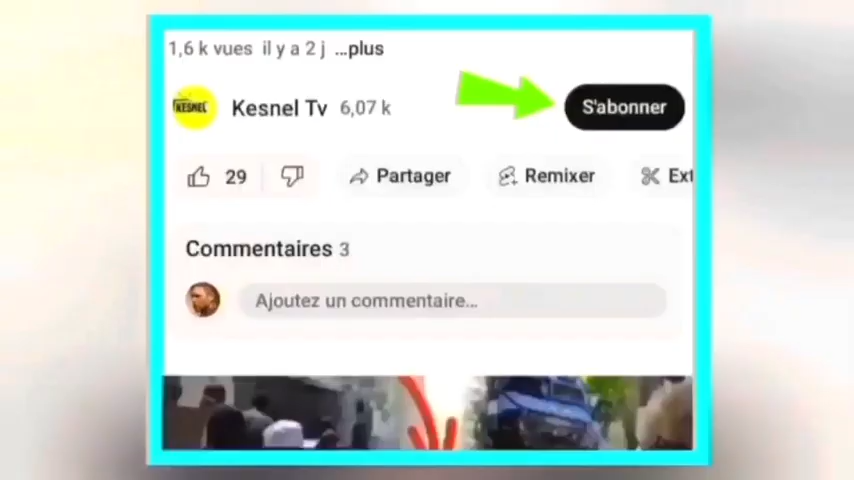 1,6 k vues il y a 2 j ...plus
KESNEL
Kesnel Tv 6,07 k
S'abonner
29
Partager
Remixer
Ext
Commentaires 3
Ajoutez un commentaire...